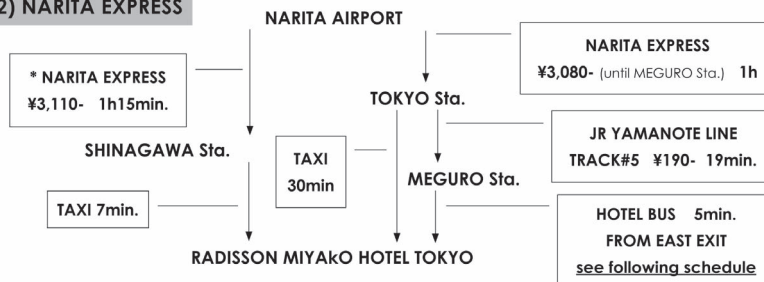 2) NARITA EXPRESS
NARITA AIRPORT
NARITA EXPRESS
¥3,080- (until MEGURO Sta.) 1h
* NARITA EXPRESS
¥3,110- 1h15min.
TOKYO Sta.
JR YAMANOTE LINE
TRACK#5 ¥190- 19min.
SHINAGAWA Sta.
TAXI
30min
MEGURO Sta.
TAXI 7min.
HOTEL BUS 5min.
FROM EAST EXIT
see following schedule
RADISSON MIYAkO HOTEL TOKYO